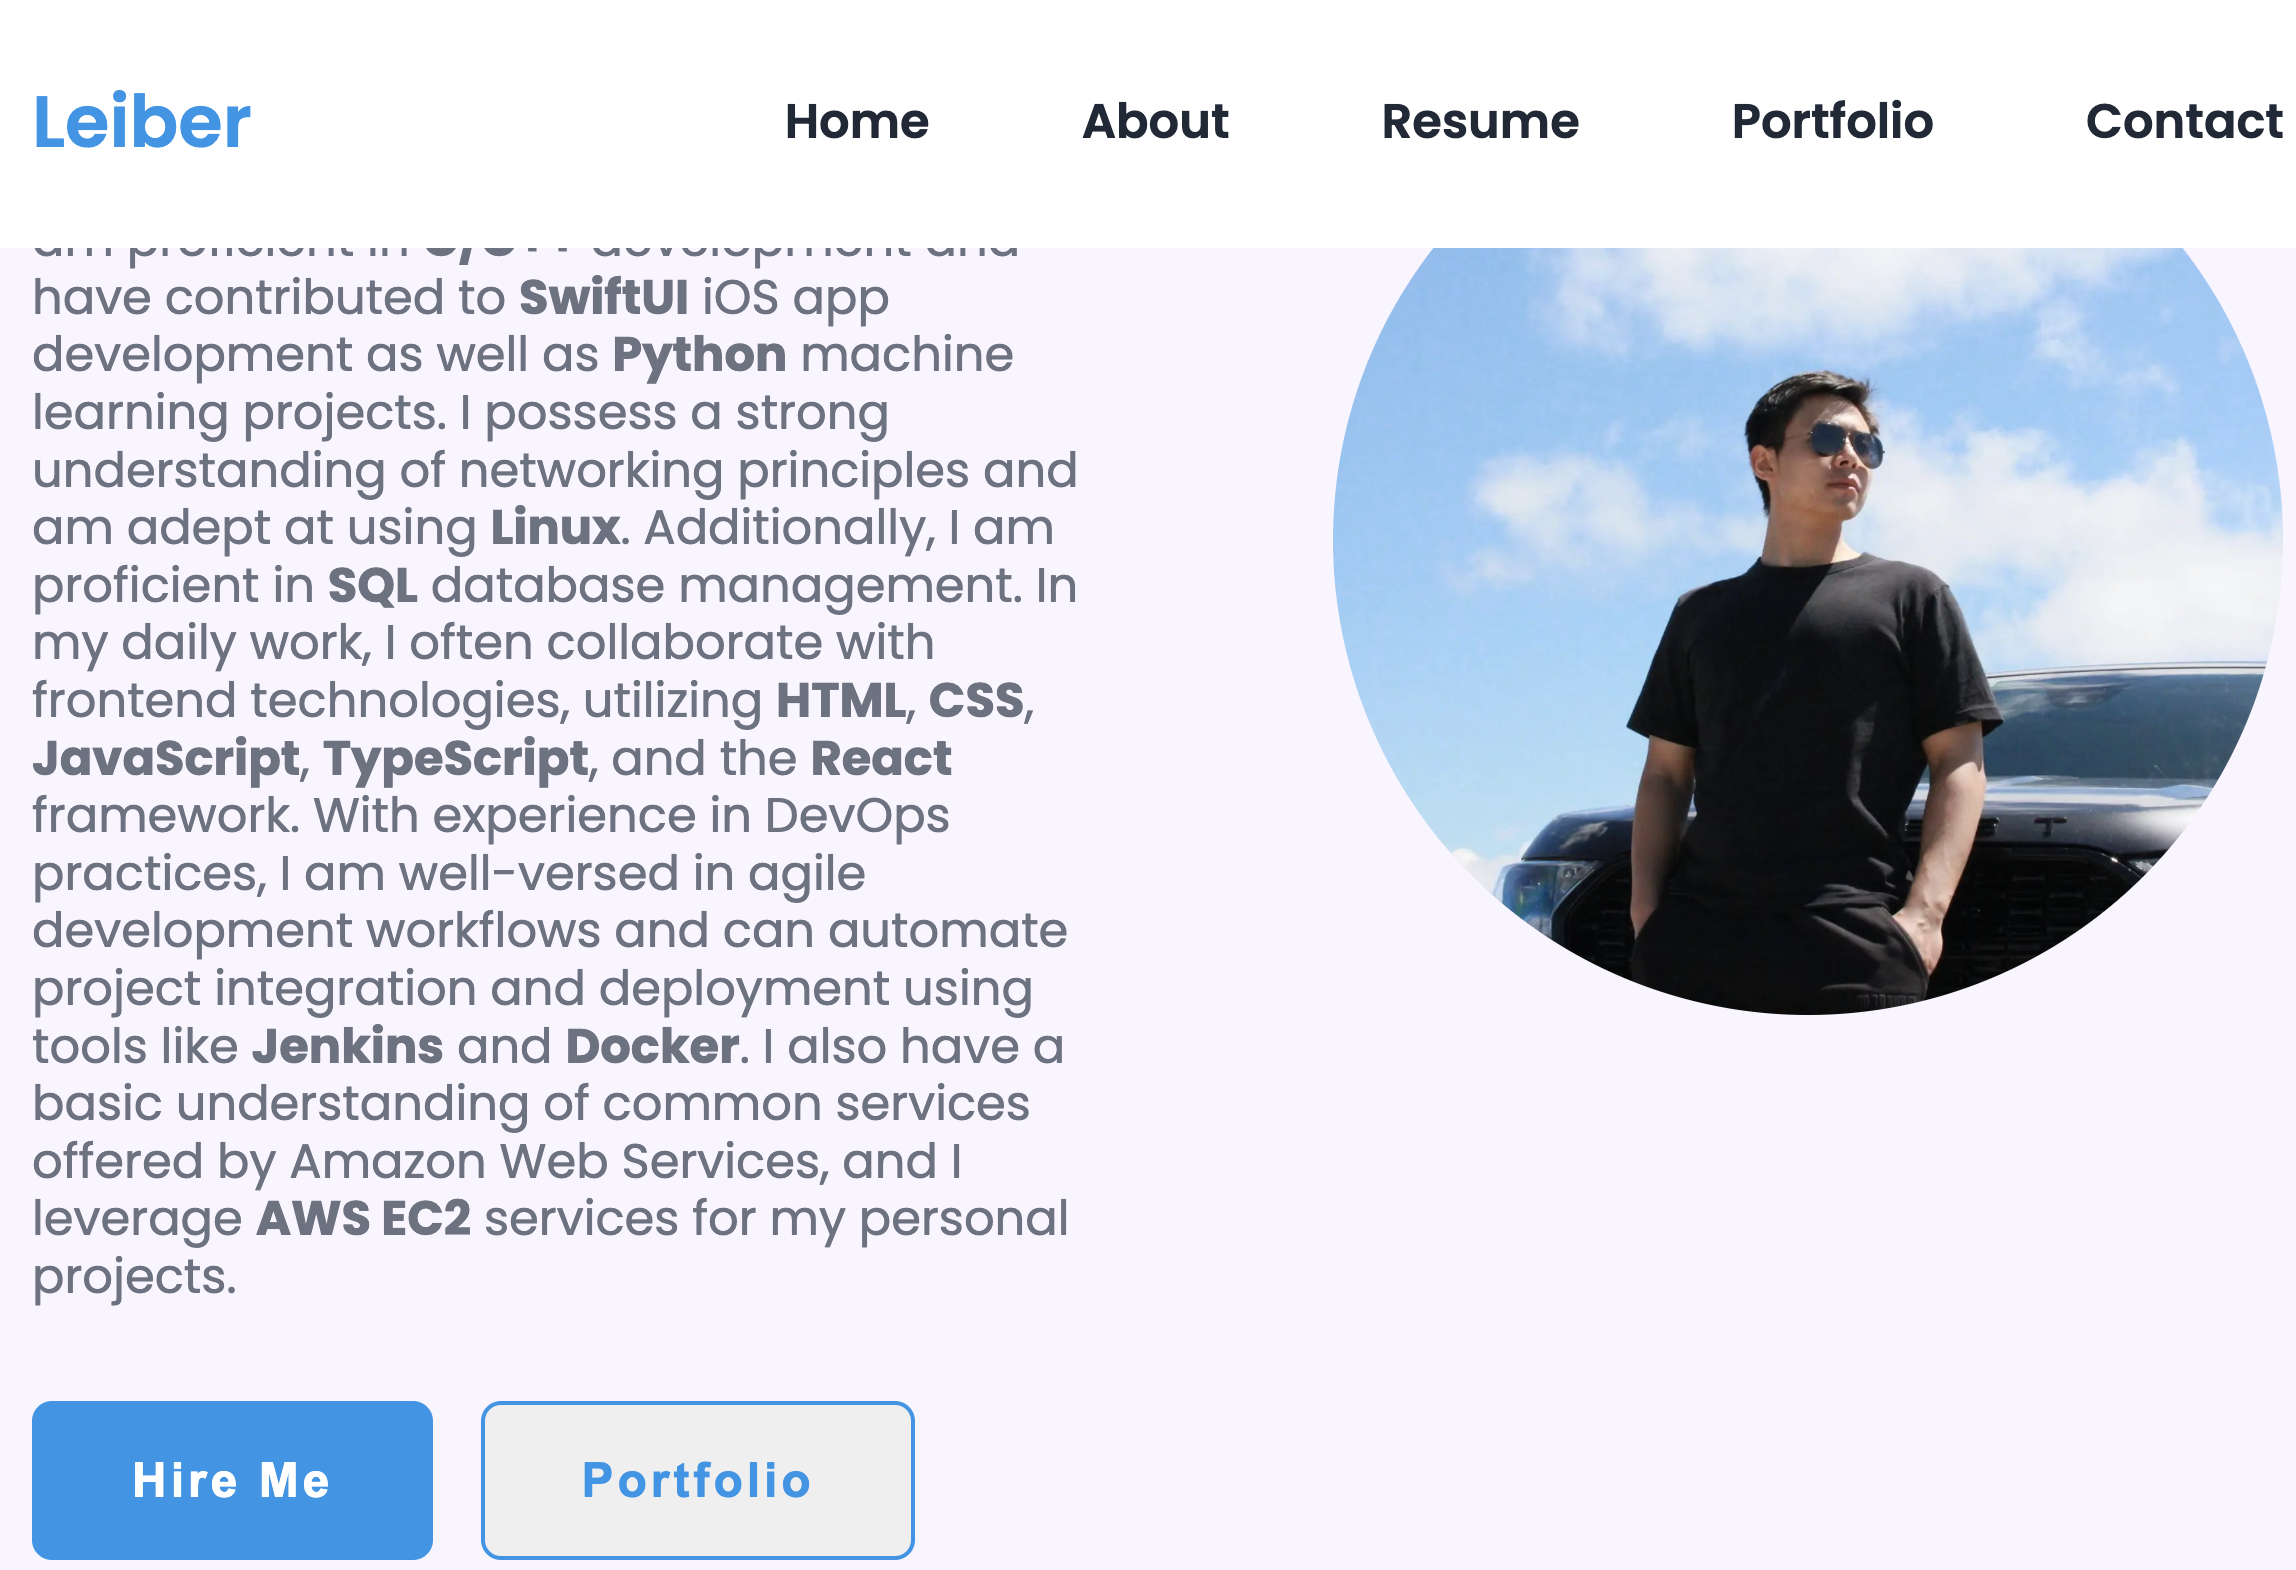 Leiber
Home About Resume Portfolio Contact
am proficient in C/C++ development and
have contributed to SwiftUI iOS app
development as well as Python machine
learning projects. I possess a strong
understanding of networking principles and
am adept at using Linux. Additionally, I am
proficient in SQL database management. In
my daily work, I often collaborate with
frontend technologies, utilizing HTML, CSS,
JavaScript, TypeScript, and the React
framework. With experience in DevOps
practices, I am well-versed in agile
development workflows and can automate
project integration and deployment using
tools like Jenkins and Docker. I also have a
basic understanding of common services
offered by Amazon Web Services, and I
leverage AWS EC2 services for my personal
projects.
Hire Me
Portfolio